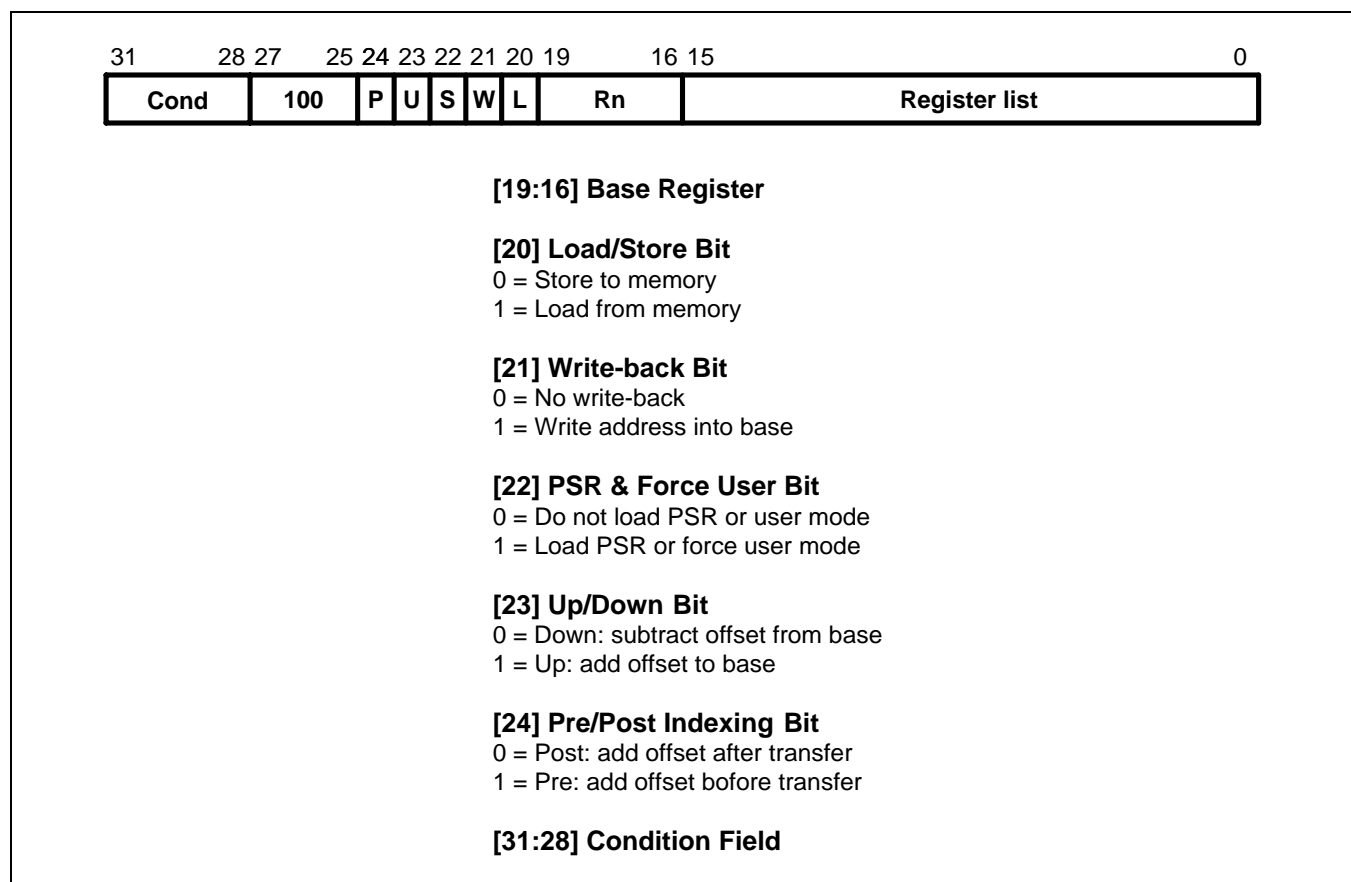 31 28 27 25 24 23 22 21 20 19 16 15 0
Cond 100 P U S W L Rn Register list
[19:16] Base Register
[20] Load/Store Bit
0 = Store to memory
1 = Load from memory
[21] Write-back Bit
0 = No write-back
1 = Write address into base
[22] PSR & Force User Bit
0 = Do not load PSR or user mode
1 = Load PSR or force user mode
[23] Up/Down Bit
0 = Down: subtract offset from base
1 = Up: add offset to base
[24] Pre/Post Indexing Bit
0 = Post: add offset after transfer
1 = Pre: add offset bofore transfer
[31:28] Condition Field